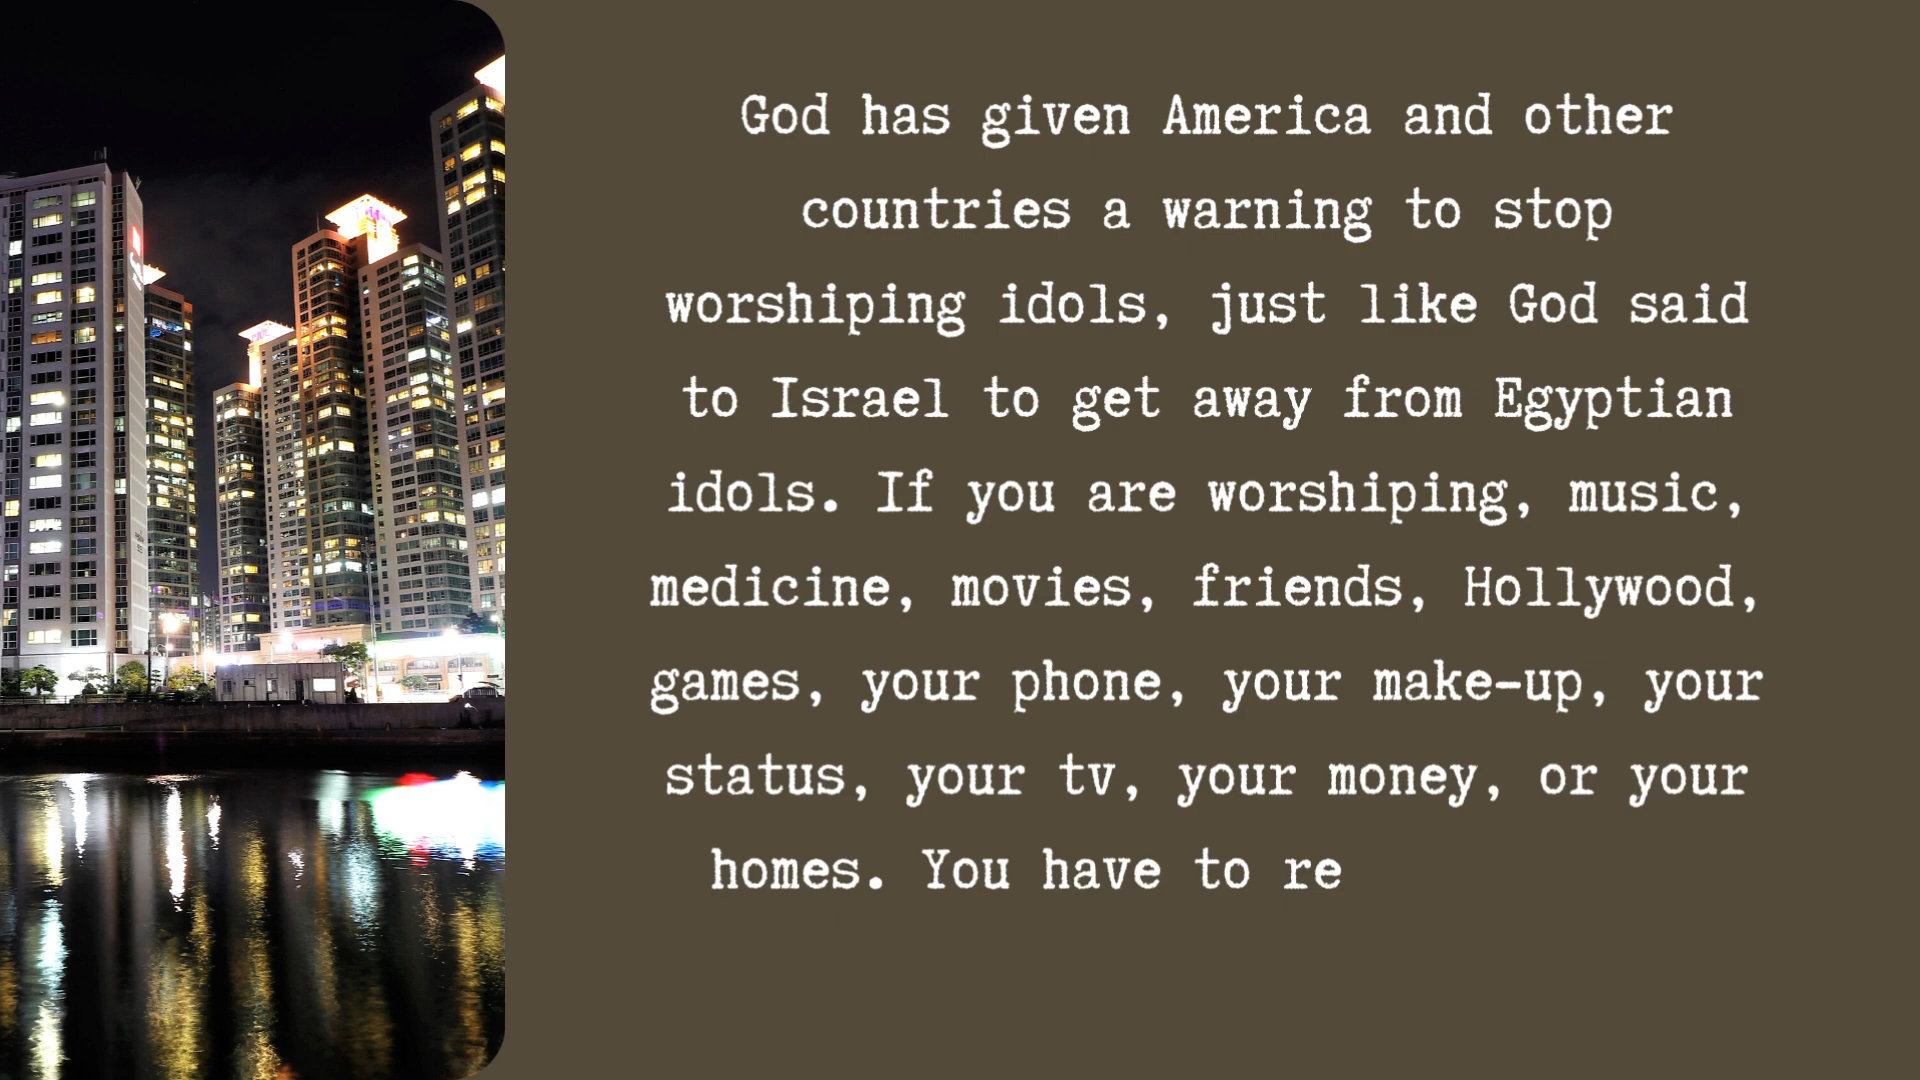 God has given America and other
countries a warning to stop
worshiping idols, just like God said
to Israel to get away from Egyptian
idols. If you are worshiping, music,
medicine, movies, friends, Hollywood,
games, your phone, your make-up, your
status, your tv, your money, or your
homes. You have to re